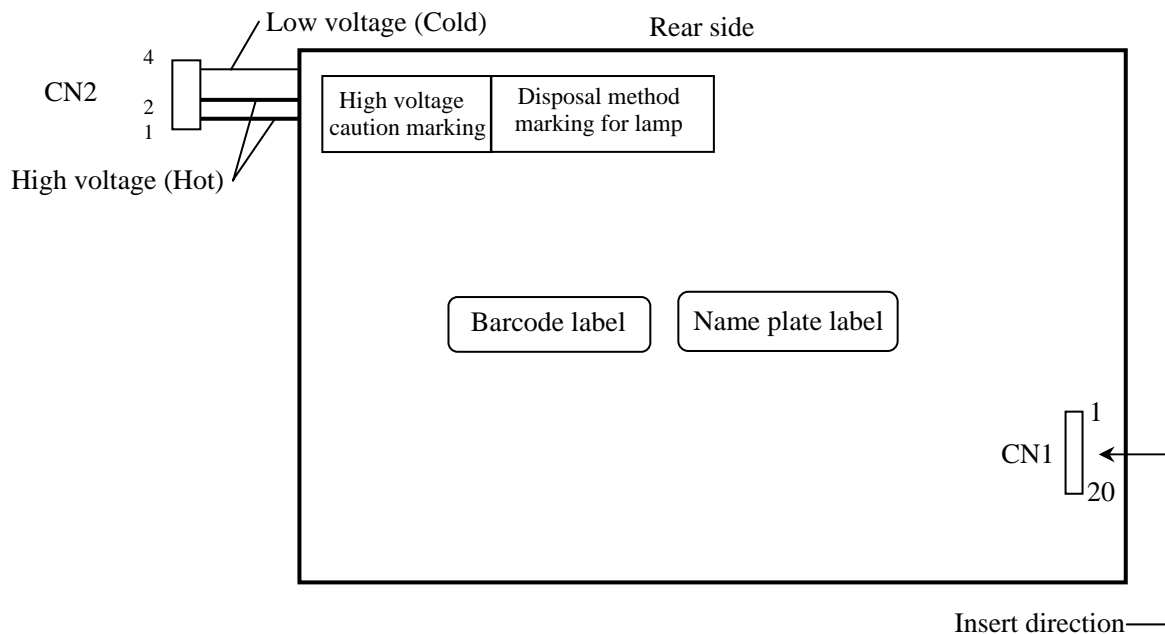 Low voltage (Cold)
Rear side
4
CN2
2
1
High voltage
caution marking
Disposal method
marking for lamp
High voltage (Hot)
Barcode label
Name plate label
1
CN1
20
Insert direction